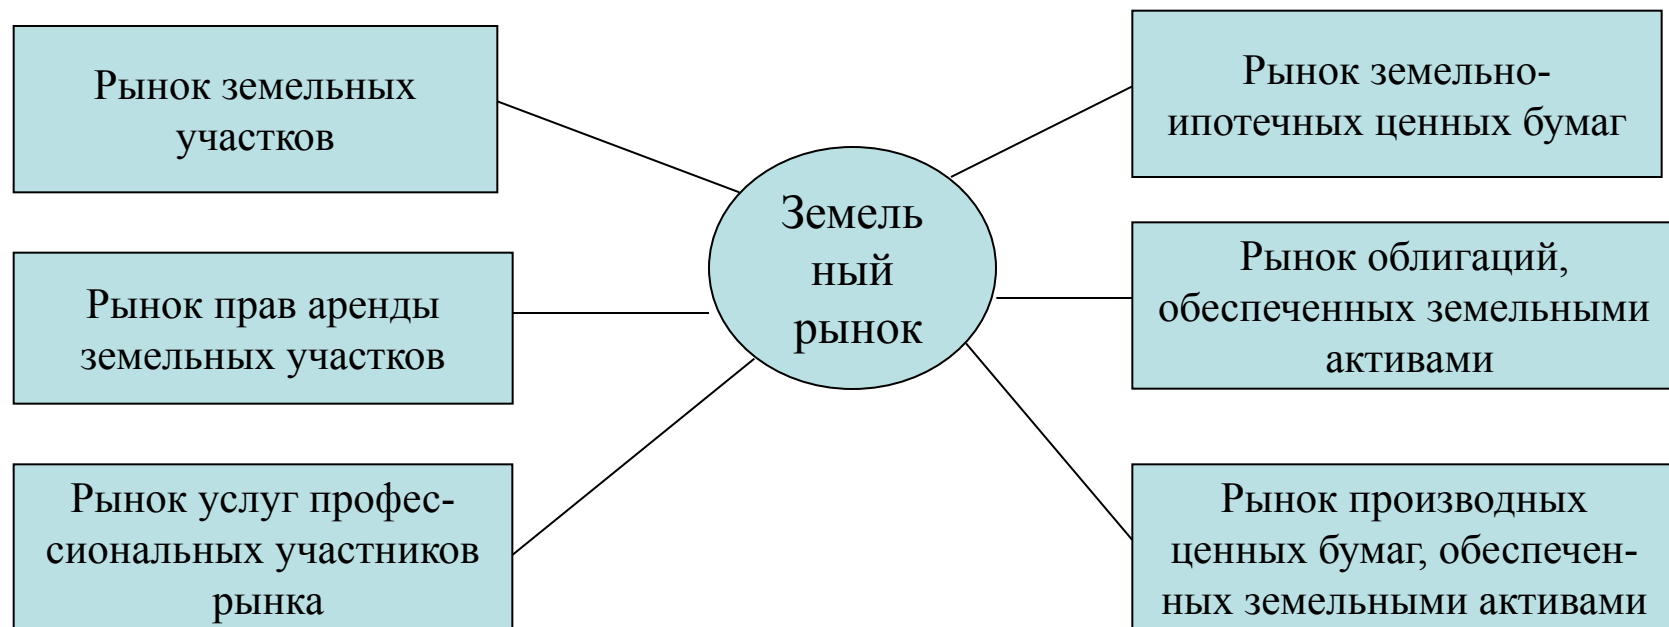 Рынок земельных
участков
Рынок прав аренды
земельных участков
Рынок услуг профес-
сиональных участников
рынка
Земель
ный
рынок
Рынок земельно-
ипотечных ценных бумаг
Рынок облигаций,
обеспеченных земельными
активами
Рынок производных
ценных бумаг, обеспечен-
ных земельными активами